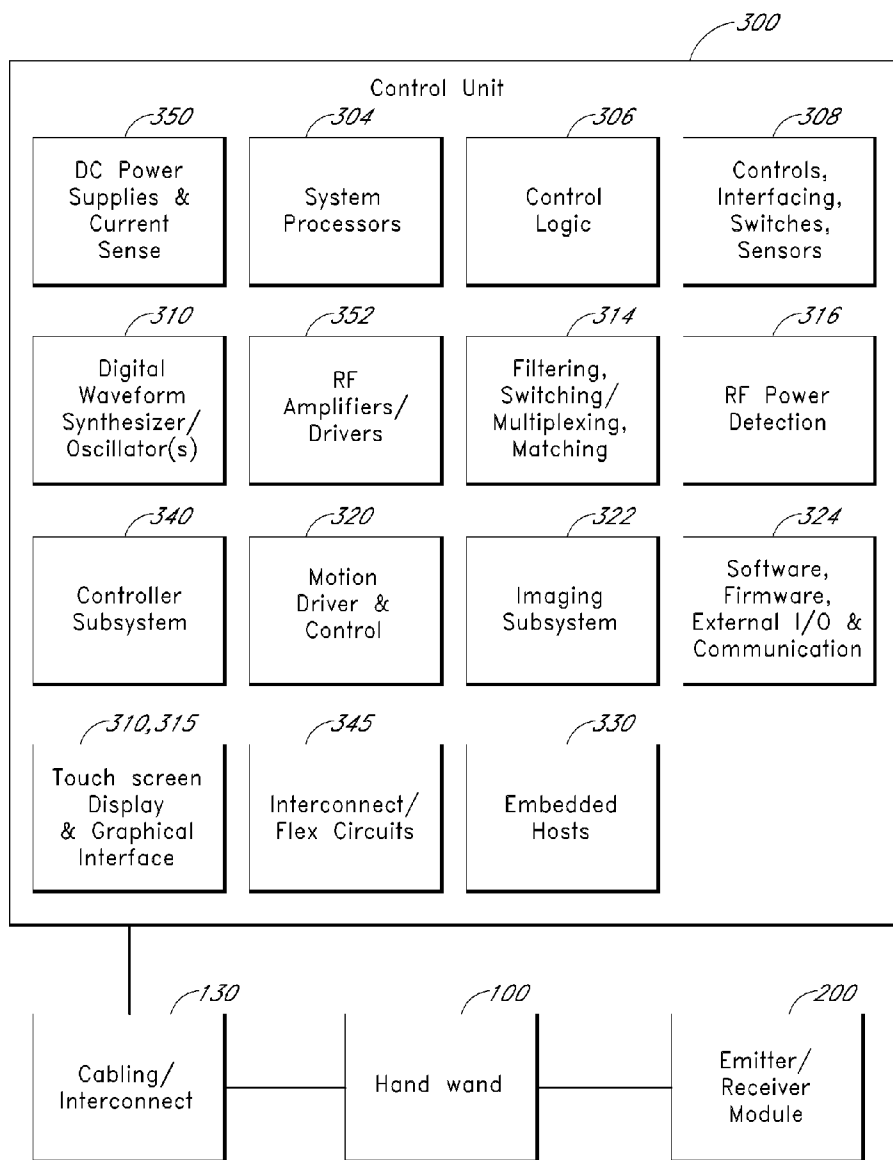 300
Control Unit
350
304
306
308
DC Power
Supplies &
Current
Sense
System
Processors
Control
Logic
Controls,
Interfacing,
Switches,
Sensors
310
352
314
316
Digital
Waveform
Synthesizer/
Oscillator(s)
RF
Amplifiers/
Drivers
Filtering,
Switching/
Multiplexing,
Matching
RF Power
Detection
340
320
322
324
Controller
Subsystem
Motion
Driver &
Control
Imaging
Subsystem
Software,
Firmware,
External I/O &
Communication
310,315
345
330
Touch screen
Display
& Graphical
Interface
Interconnect/
Flex Circuits
Embedded
Hosts
130
100
200
Cabling/
Interconnect
Hand wand
Emitter/
Receiver
Module